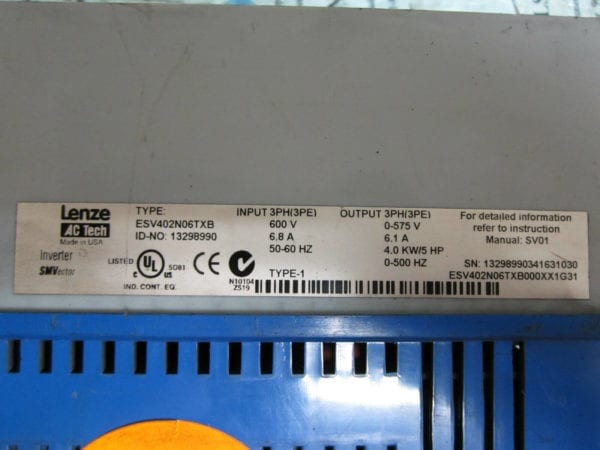 Lenze
AC Tech
Made in USA
Inverter
SMVector
TYPE:
ESV402N06TXB
ID-NO: 13298990
INPUT 3PH(3PE)
600 V
6.8 A
50-60 HZ
OUTPUT 3PH(3PE)
0-575 V
6.1 A
4.0 KW/5 HP
0-500 HZ
For detailed information
refer to instruction
Manual: SV01
LISTED
C UL US
5D81
IND. CONT. EQ.
CE
N10104
Z519
TYPE-1
SN: 13298990341631030
ESV402N06TXB000XX1G31